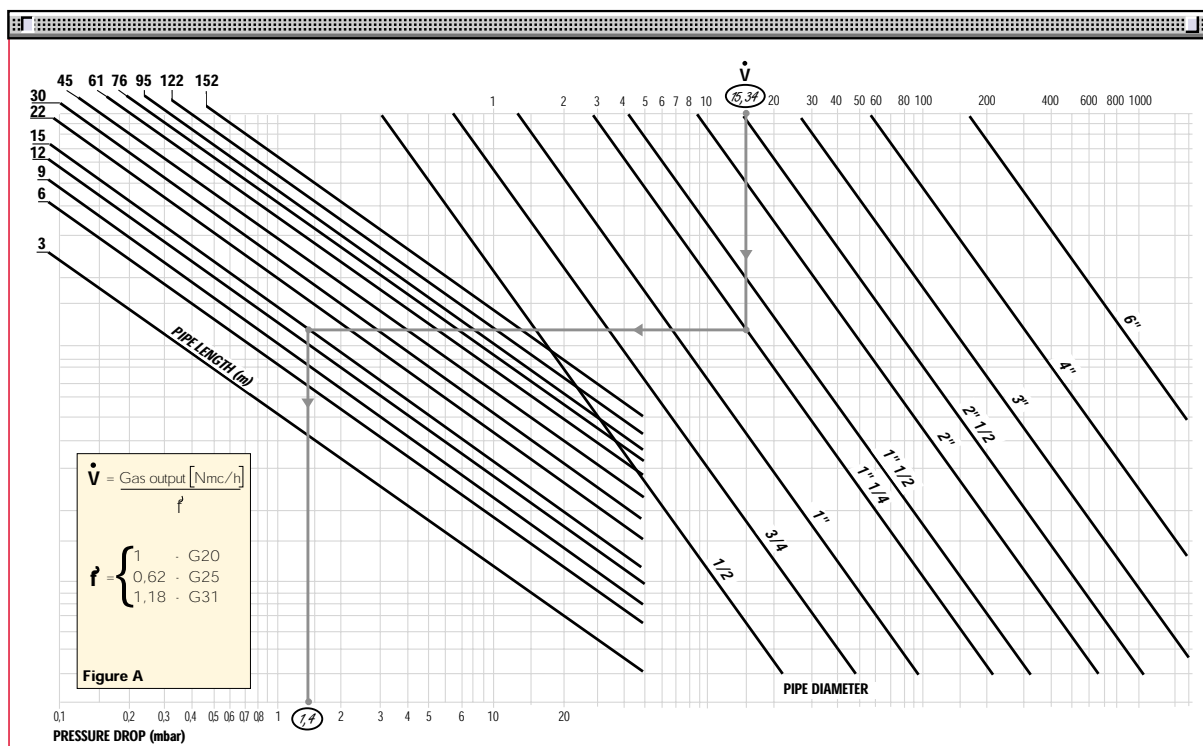 V̇
45 61 76 95 122 152
30
22
15
12
9
6
3
1 2 3 4 5 6 7 8 10 15,34 20 30 40 50 60 80 100 200 400 600 800 1000
PIPE LENGTH (m)
6"
4"
3"
2" 1/2
2"
1" 1/2
1" 1/4
1"
3/4
1/2
V̇ = Gas output [Nmc/h]
f
f = { 1 - G20
0,62 - G25
1,18 - G31
Figure A
PIPE DIAMETER
0,1 0,2 0,3 0,4 0,5 0,6 0,7 0,8 1 1,4 2 3 4 5 6 10 20
PRESSURE DROP (mbar)